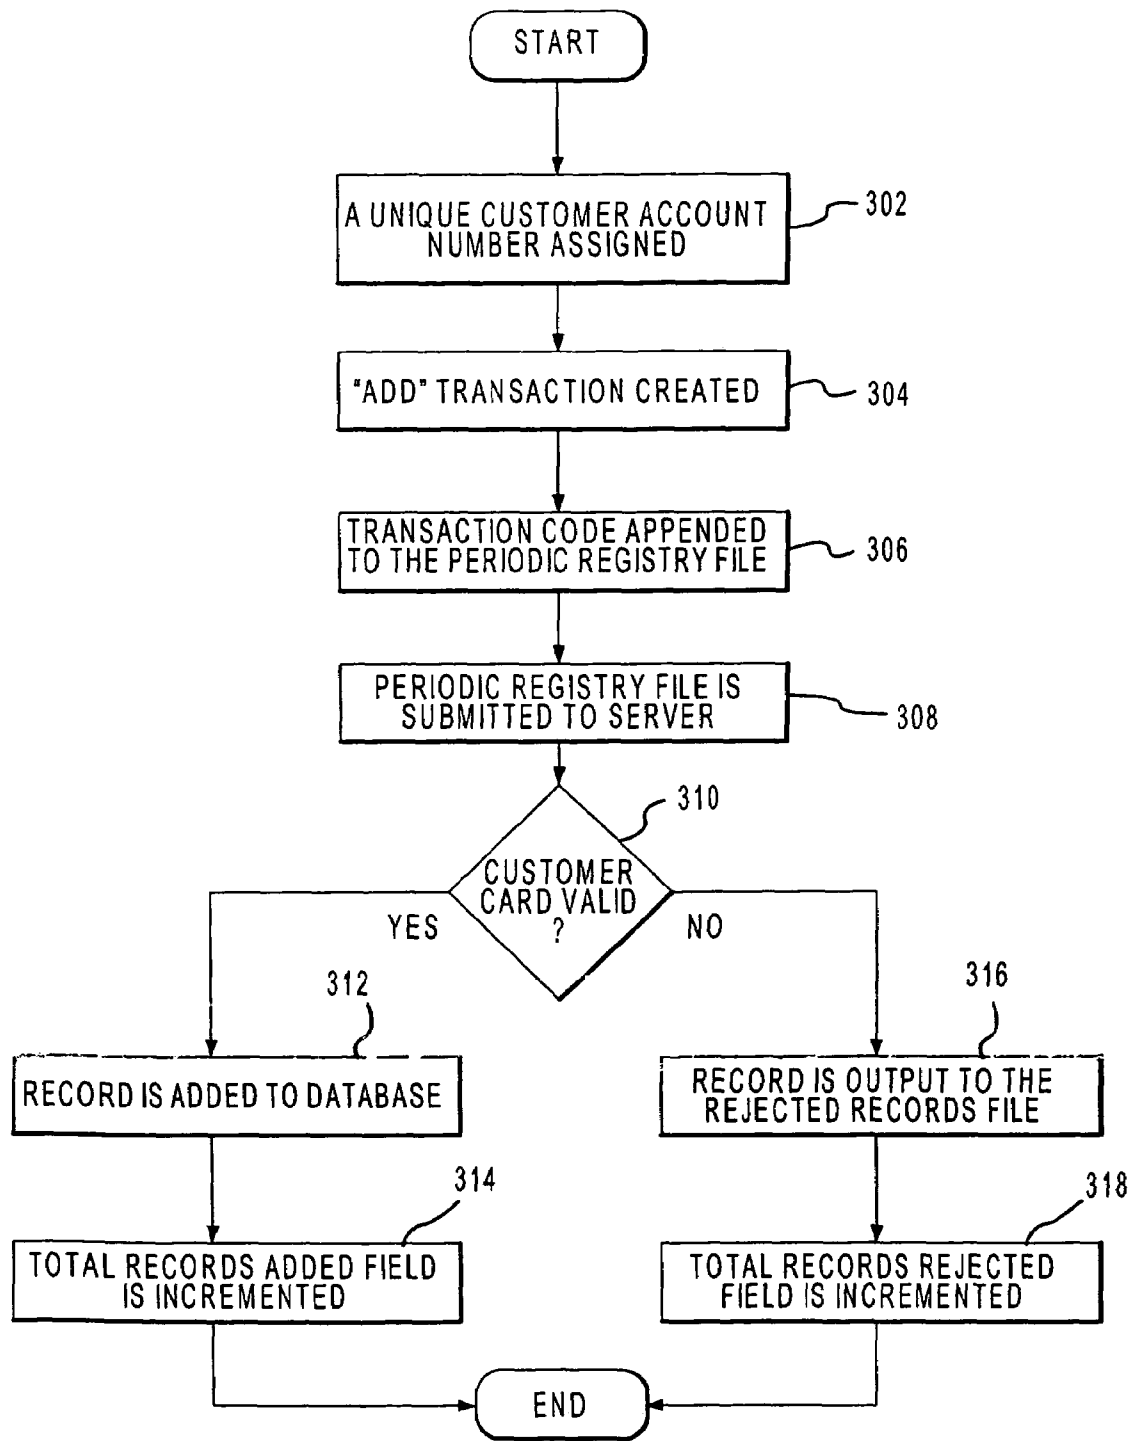 START
A UNIQUE CUSTOMER ACCOUNT
NUMBER ASSIGNED
302
"ADD" TRANSACTION CREATED
304
TRANSACTION CODE APPENDED
TO THE PERIODIC REGISTRY FILE
306
PERIODIC REGISTRY FILE IS
SUBMITTED TO SERVER
308
310
CUSTOMER
CARD VALID
?
YES
NO
312
RECORD IS ADDED TO DATABASE
316
RECORD IS OUTPUT TO THE
REJECTED RECORDS FILE
314
TOTAL RECORDS ADDED FIELD
IS INCREMENTED
318
TOTAL RECORDS REJECTED
FIELD IS INCREMENTED
END